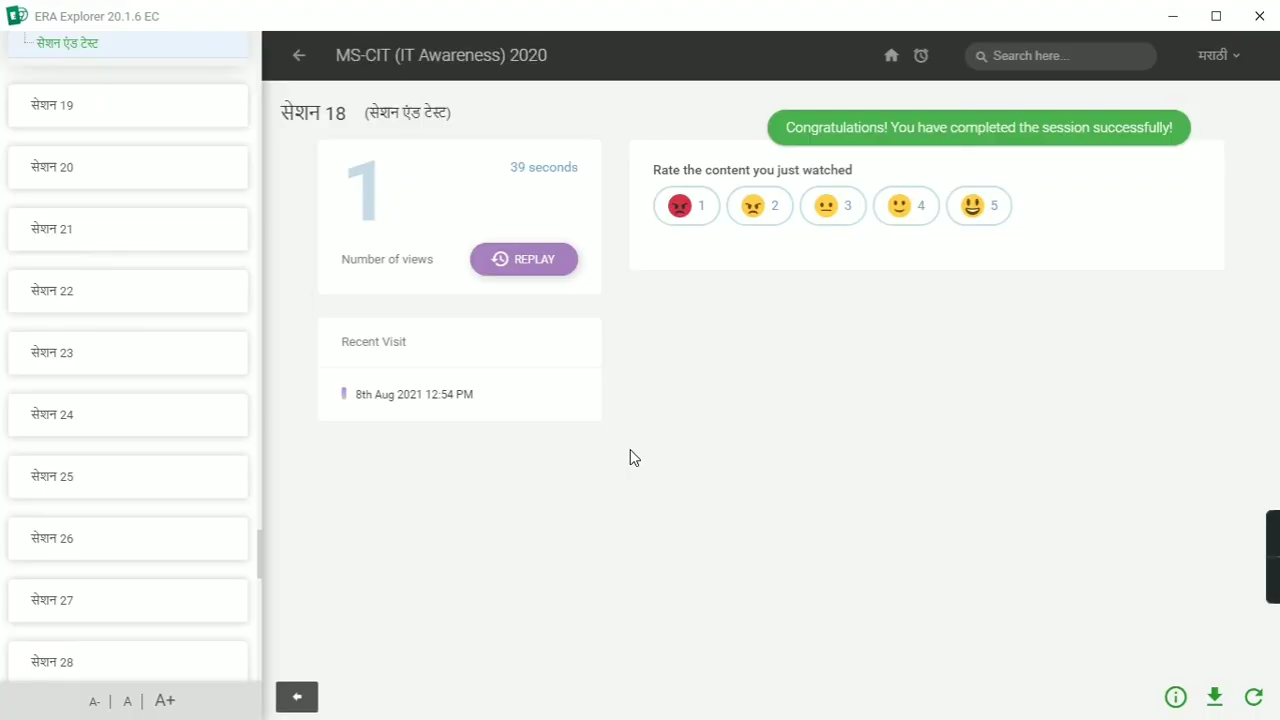 ERA Explorer 20.1.6 EC
सेशन एंड टेस्ट
सेशन 19
सेशन 20
सेशन 21
सेशन 22
सेशन 23
सेशन 24
सेशन 25
सेशन 26
सेशन 27
सेशन 28
A- | A | A+
MS-CIT (IT Awareness) 2020
Search here...
मराठी
सेशन 18 (सेशन एंड टेस्ट)
Congratulations! You have completed the session successfully!
1
39 seconds
Number of views
REPLAY
Rate the content you just watched
1 2 3 4 5
Recent Visit
8th Aug 2021 12:54 PM